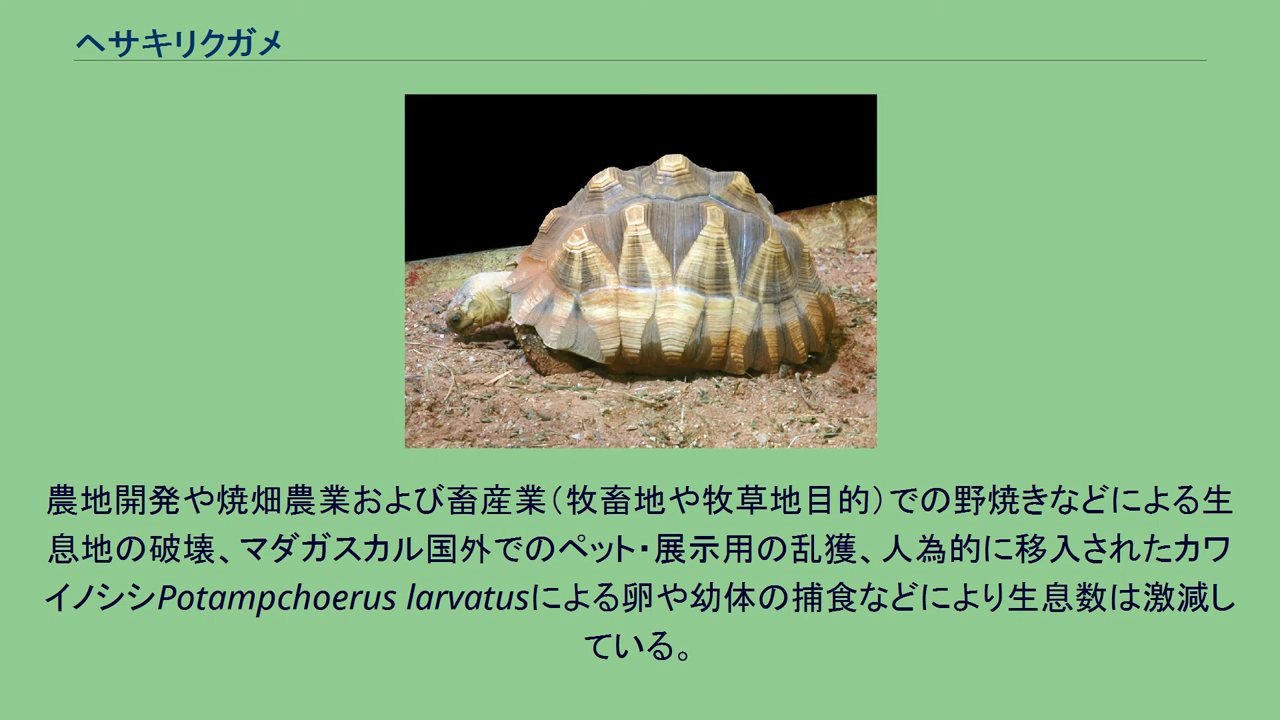 ヘサキリクガメ
農地開発や焼畑農業および畜産業（牧畜地や牧草地目的）での野焼きなどによる生
息地の破壊、マダガスカル国外でのペット・展示用の乱獲、人為的に移入されたカワ
イノシシPotampchoerus larvatusによる卵や幼体の捕食などにより生息数は激減し
ている。